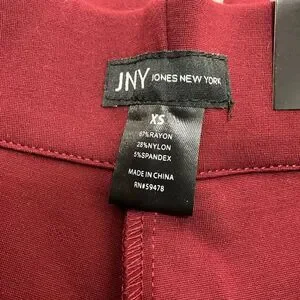 JNY JONES NEW YORK
XS
67%RAYON
28%NYLON
5%SPANDEX
MADE IN CHINA
RN#59478